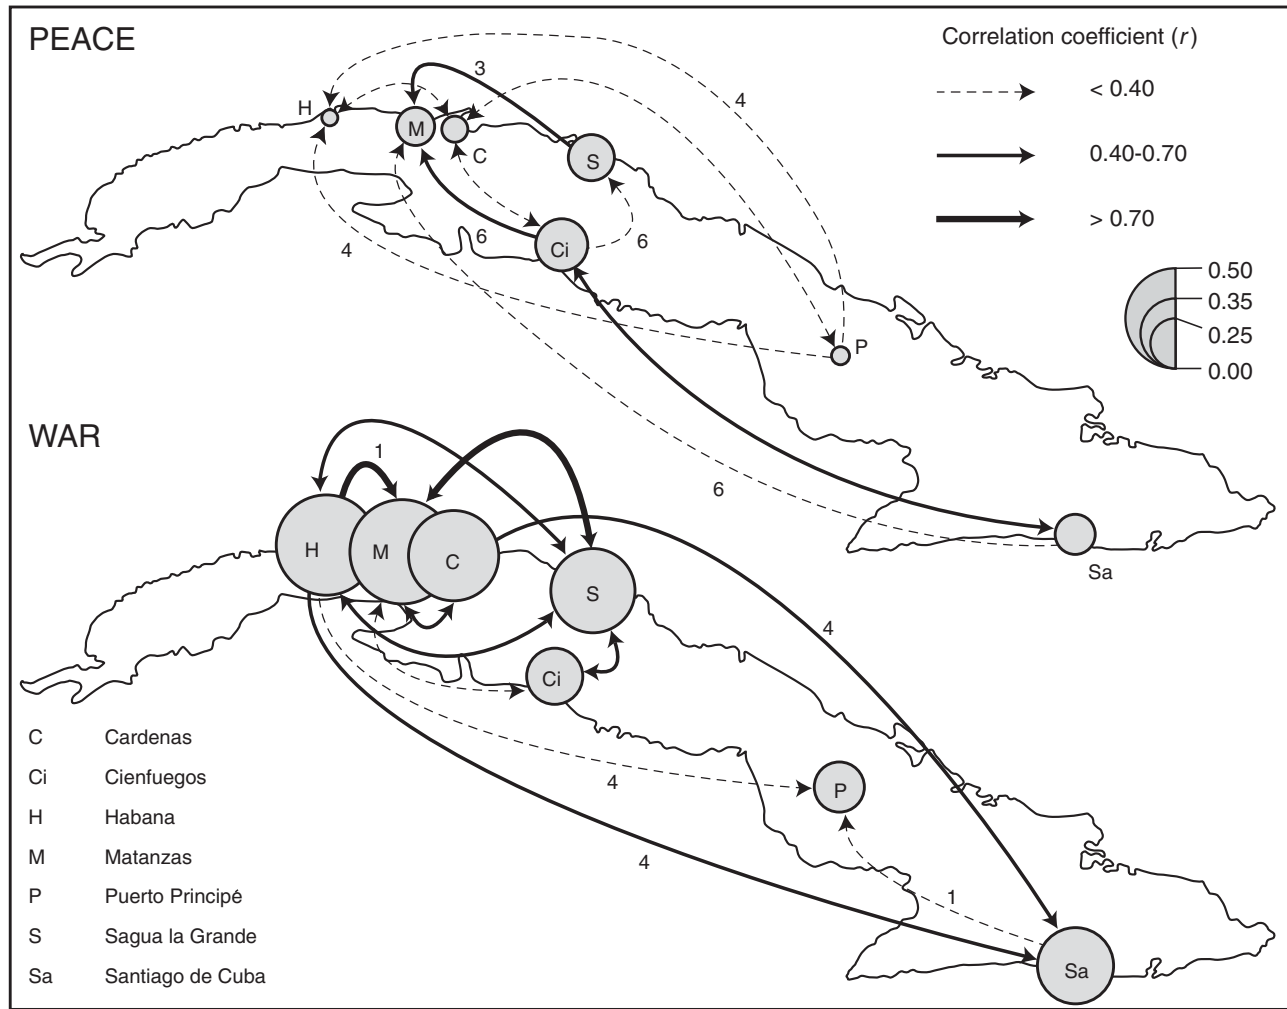 PEACE
Correlation coefficient (r)
< 0.40
0.40-0.70
> 0.70
0.50
0.35
0.25
0.00
H
M
C
S
Ci
P
Sa
3
4
6
6
4
6
WAR
1
H
M
C
S
Ci
P
Sa
4
4
4
1
C Cardenas
Ci Cienfuegos
H Habana
M Matanzas
P Puerto Principé
S Sagua la Grande
Sa Santiago de Cuba